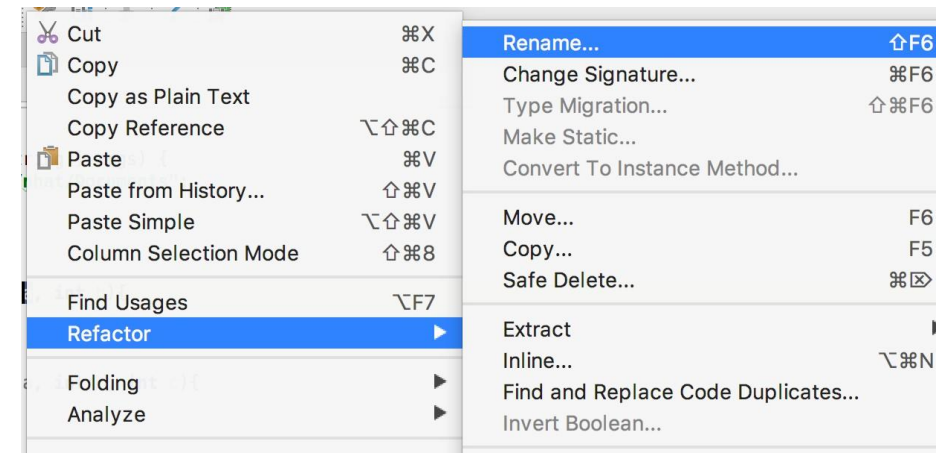 Cut ⌘X
Copy ⌘C
Copy as Plain Text
Copy Reference ⌥⇧⌘C
Paste ⌘V
Paste from History... ⇧⌘V
Paste Simple ⌥⇧⌘V
Column Selection Mode ⇧⌘8
Find Usages ⌥F7
Refactor
Folding
Analyze
Rename... ⇧F6
Change Signature... ⌘F6
Type Migration... ⇧⌘F6
Make Static...
Convert To Instance Method...
Move... F6
Copy... F5
Safe Delete... ⌘⌦
Extract
Inline... ⌥⌘N
Find and Replace Code Duplicates...
Invert Boolean...